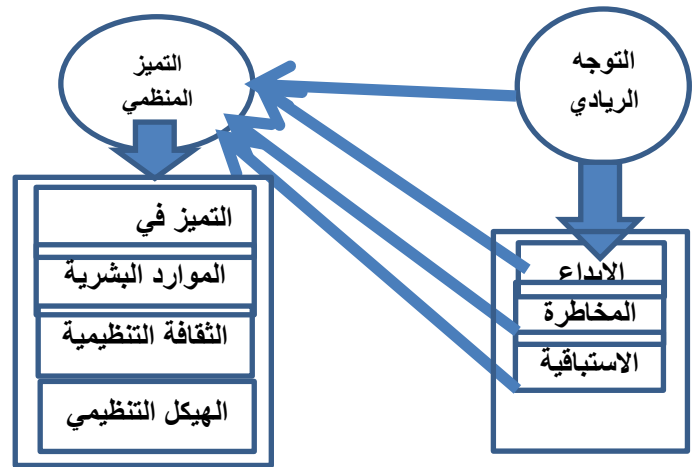 التوجه
الريادي
التميز
المنظمي
الابداع
المخاطرة
الاستباقية
التميز في
الموارد البشرية
الثقافة التنظيمية
الهيكل التنظيمي